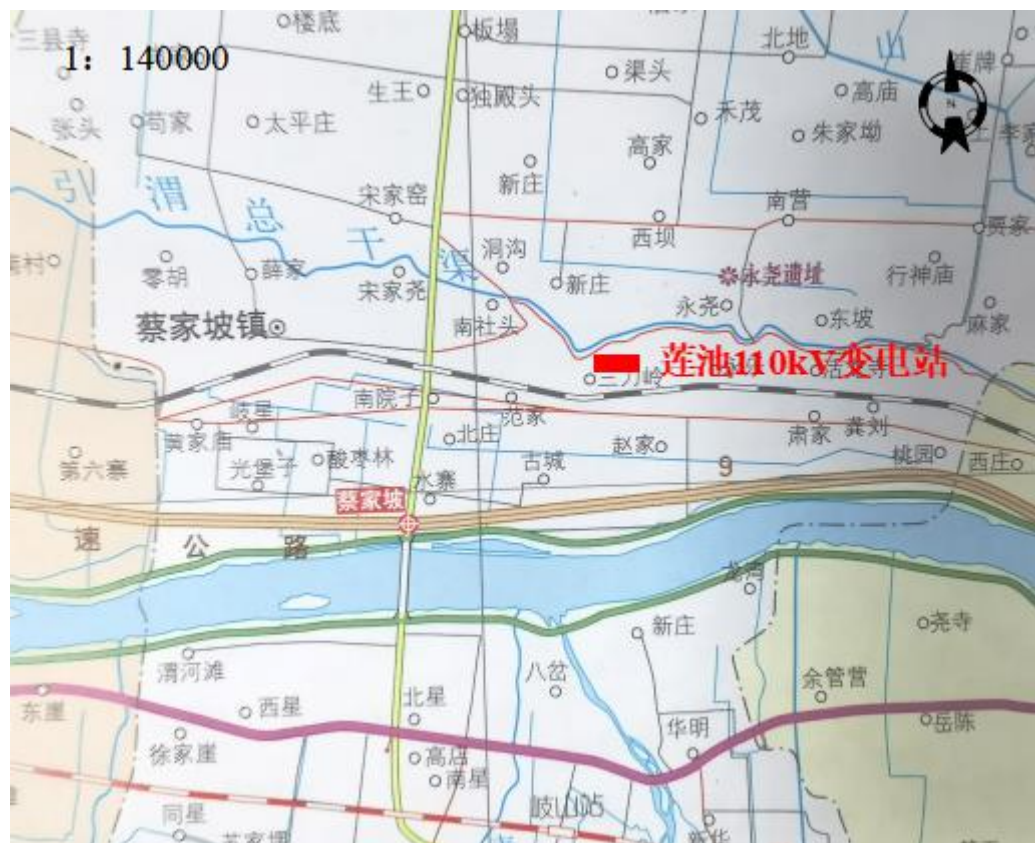 楼底
板塌
北地
山
三县寺
1： 140000
渠头
崔牌
生王
独殿头
高庙
张头
苟家
太平庄
禾茂
朱家坳
N
高家
引渭总干渠
新庄
宋家窑
南营
西坝
贾家
洞沟
零胡
薛家
宋家尧
新庄
永尧遗址
行神庙
蔡家坡镇
南社头
永尧
东坡
麻家
莲池110kV变电站
三刀岭
南院子
岐星
范家
黄家庙
北庄
赵家
肃家
龚刘
第六寨
光堡子
酸枣林
古城
9
桃园
西庄
水寨
蔡家坡
速公路
龙湾
新庄
尧寺
渭河滩
八岔
余管营
东崖
西星
北星
岳陈
徐家崖
华明
高店
南星
同星
岐山站
新华